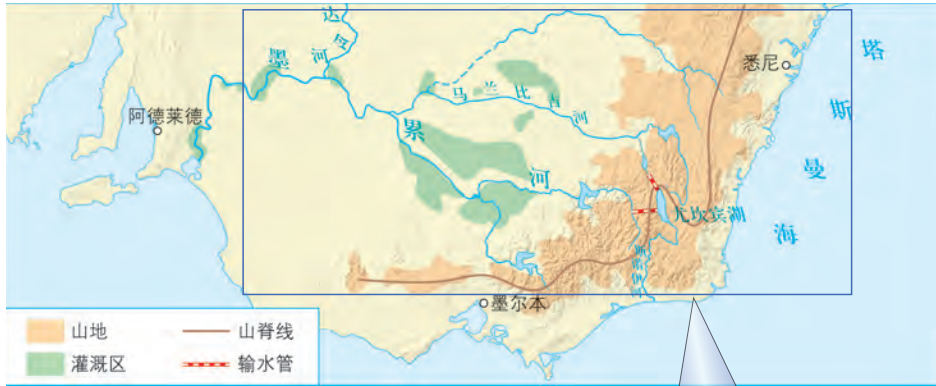 达
令
河
墨
累
河
马兰比吉河
悉尼
阿德莱德
塔斯曼海
尤坎宾湖
墨尔本
山地
山脊线
灌溉区
输水管